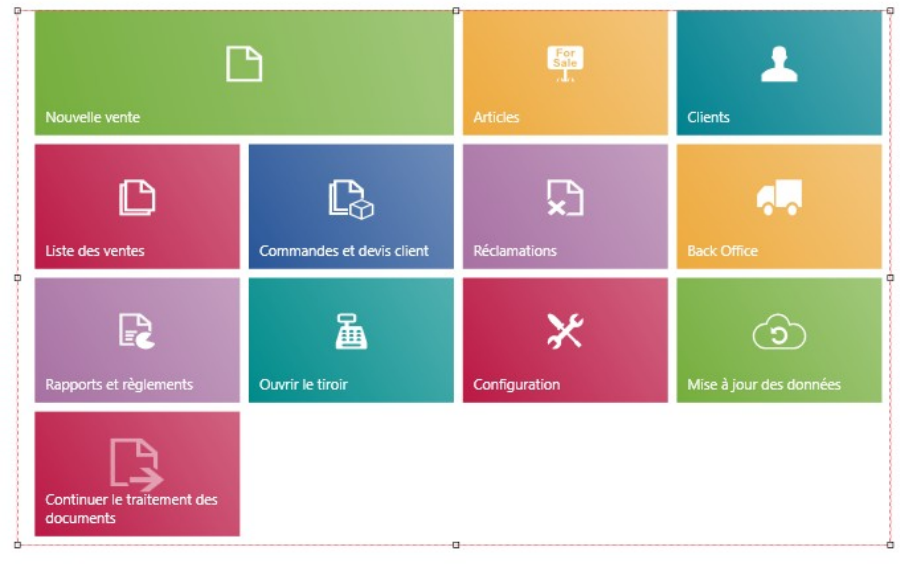 For
Sale
Nouvelle vente
Articles
Clients
Liste des ventes
Commandes et devis client
Réclamations
Back Office
Rapports et règlements
Ouvrir le tiroir
Configuration
Mise à jour des données
Continuer le traitement des
documents